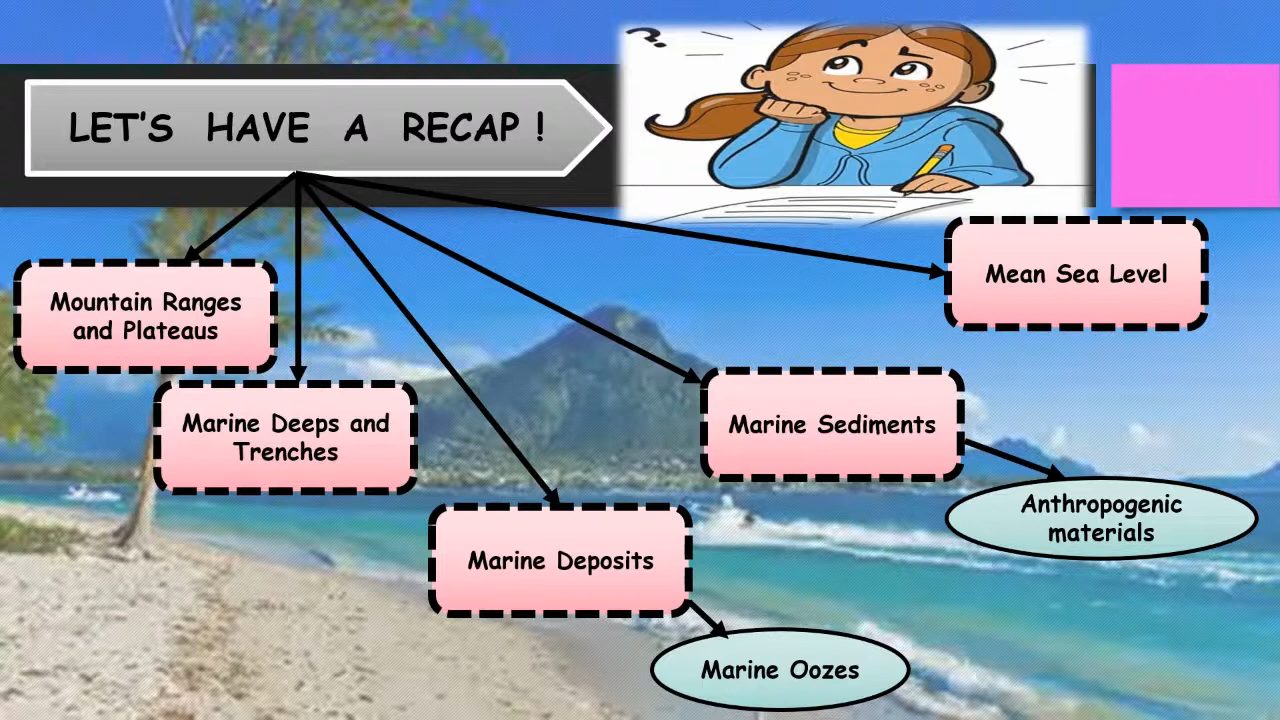 LET'S HAVE A RECAP !
Mean Sea Level
Mountain Ranges
and Plateaus
Marine Deeps and
Trenches
Marine Sediments
Anthropogenic
materials
Marine Deposits
Marine Oozes